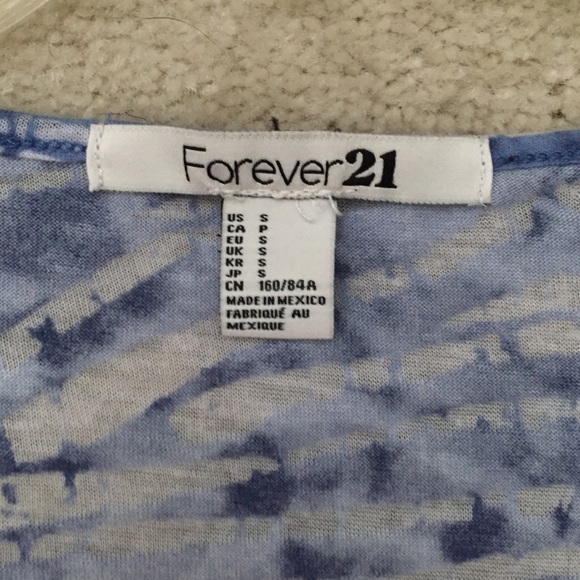 Forever21
US S
CA P
EU S
UK S
KR S
JP S
CN 160/84A
MADE IN MEXICO
FABRIQUÉ AU
MEXIQUE